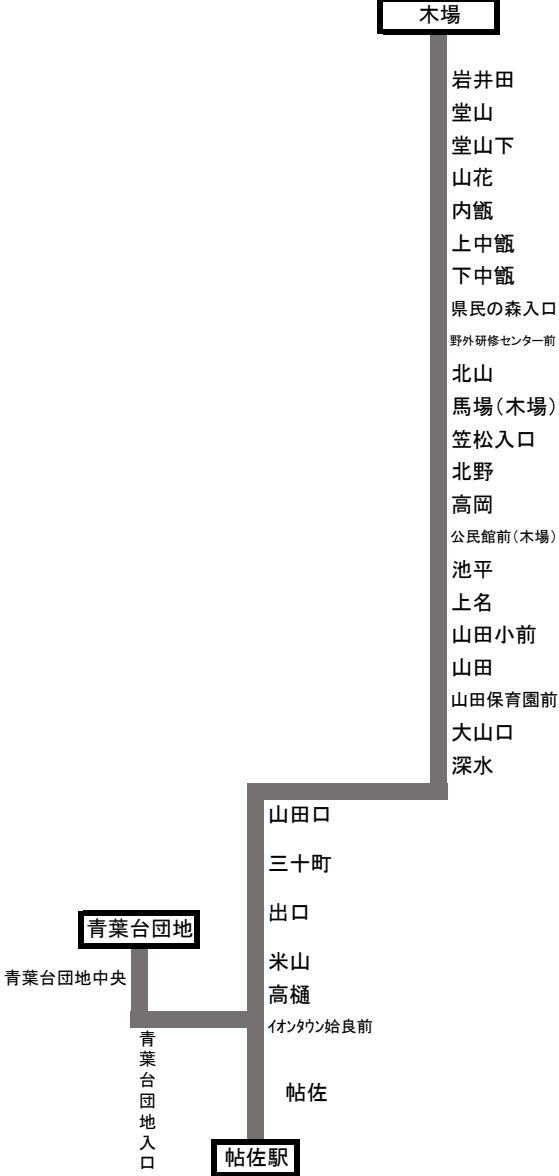 木場
岩井田
堂山
堂山下
山花
内甑
上中甑
下中甑
県民の森入口
野外研修センター前
北山
馬場（木場）
笠松入口
北野
高岡
公民館前（木場）
池平
上名
山田小前
山田
山田保育園前
大山口
深水
山田口
三十町
出口
青葉台団地
米山
青葉台団地中央
高樋
ｲｵﾝﾀｳﾝ姶良前
青葉台団地入口
帖佐
帖佐駅